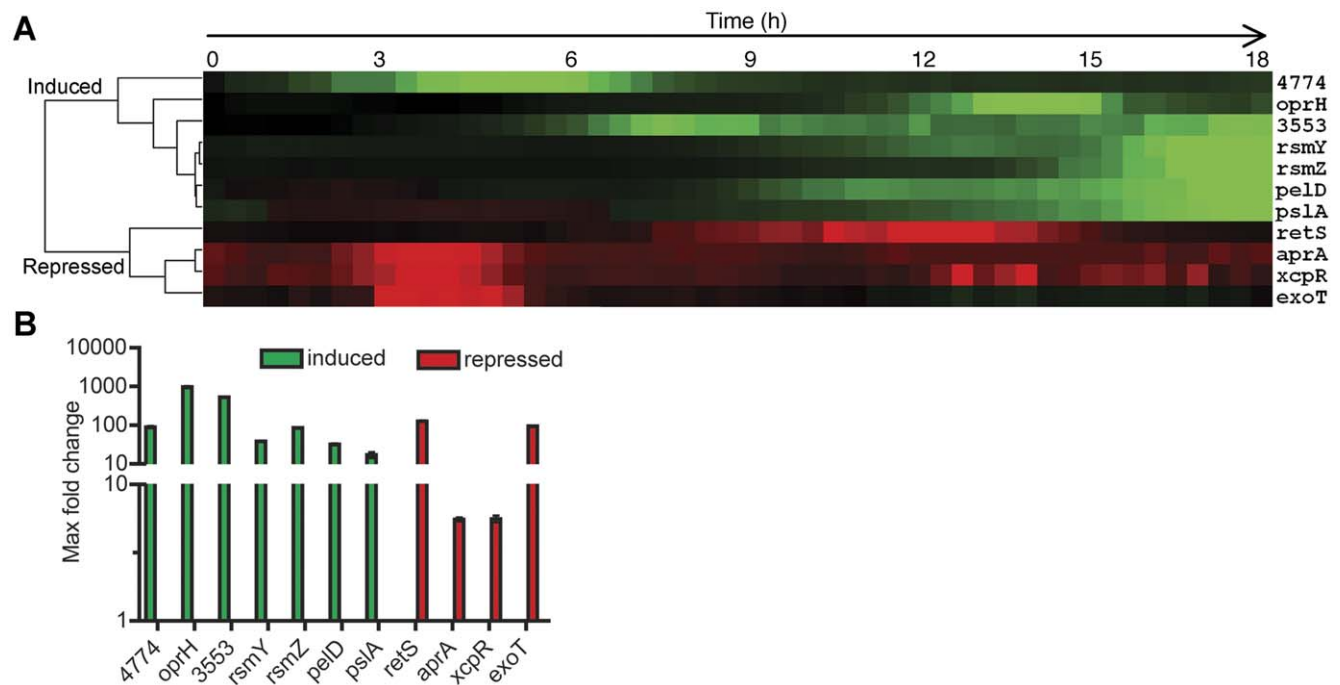 A
Time (h)
0 3 6 9 12 15 18
Induced
4774
oprH
3553
rsmY
rsmZ
pelD
pslA
retS
Repressed
aprA
xcpR
exoT
B
10000
induced
repressed
1000
100
10
10
1
Max fold change
4774 oprH 3553 rsmY rsmZ pelD pslA retS aprA xcpR exoT